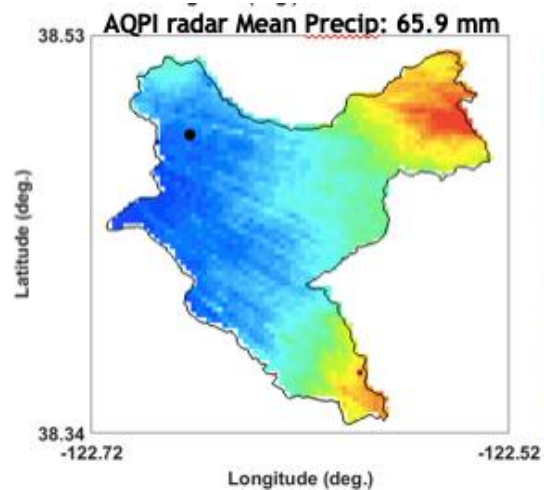 AQPI radar Mean Precip: 65.9 mm
38.53
Latitude (deg.)
38.34
-122.72
-122.52
Longitude (deg.)